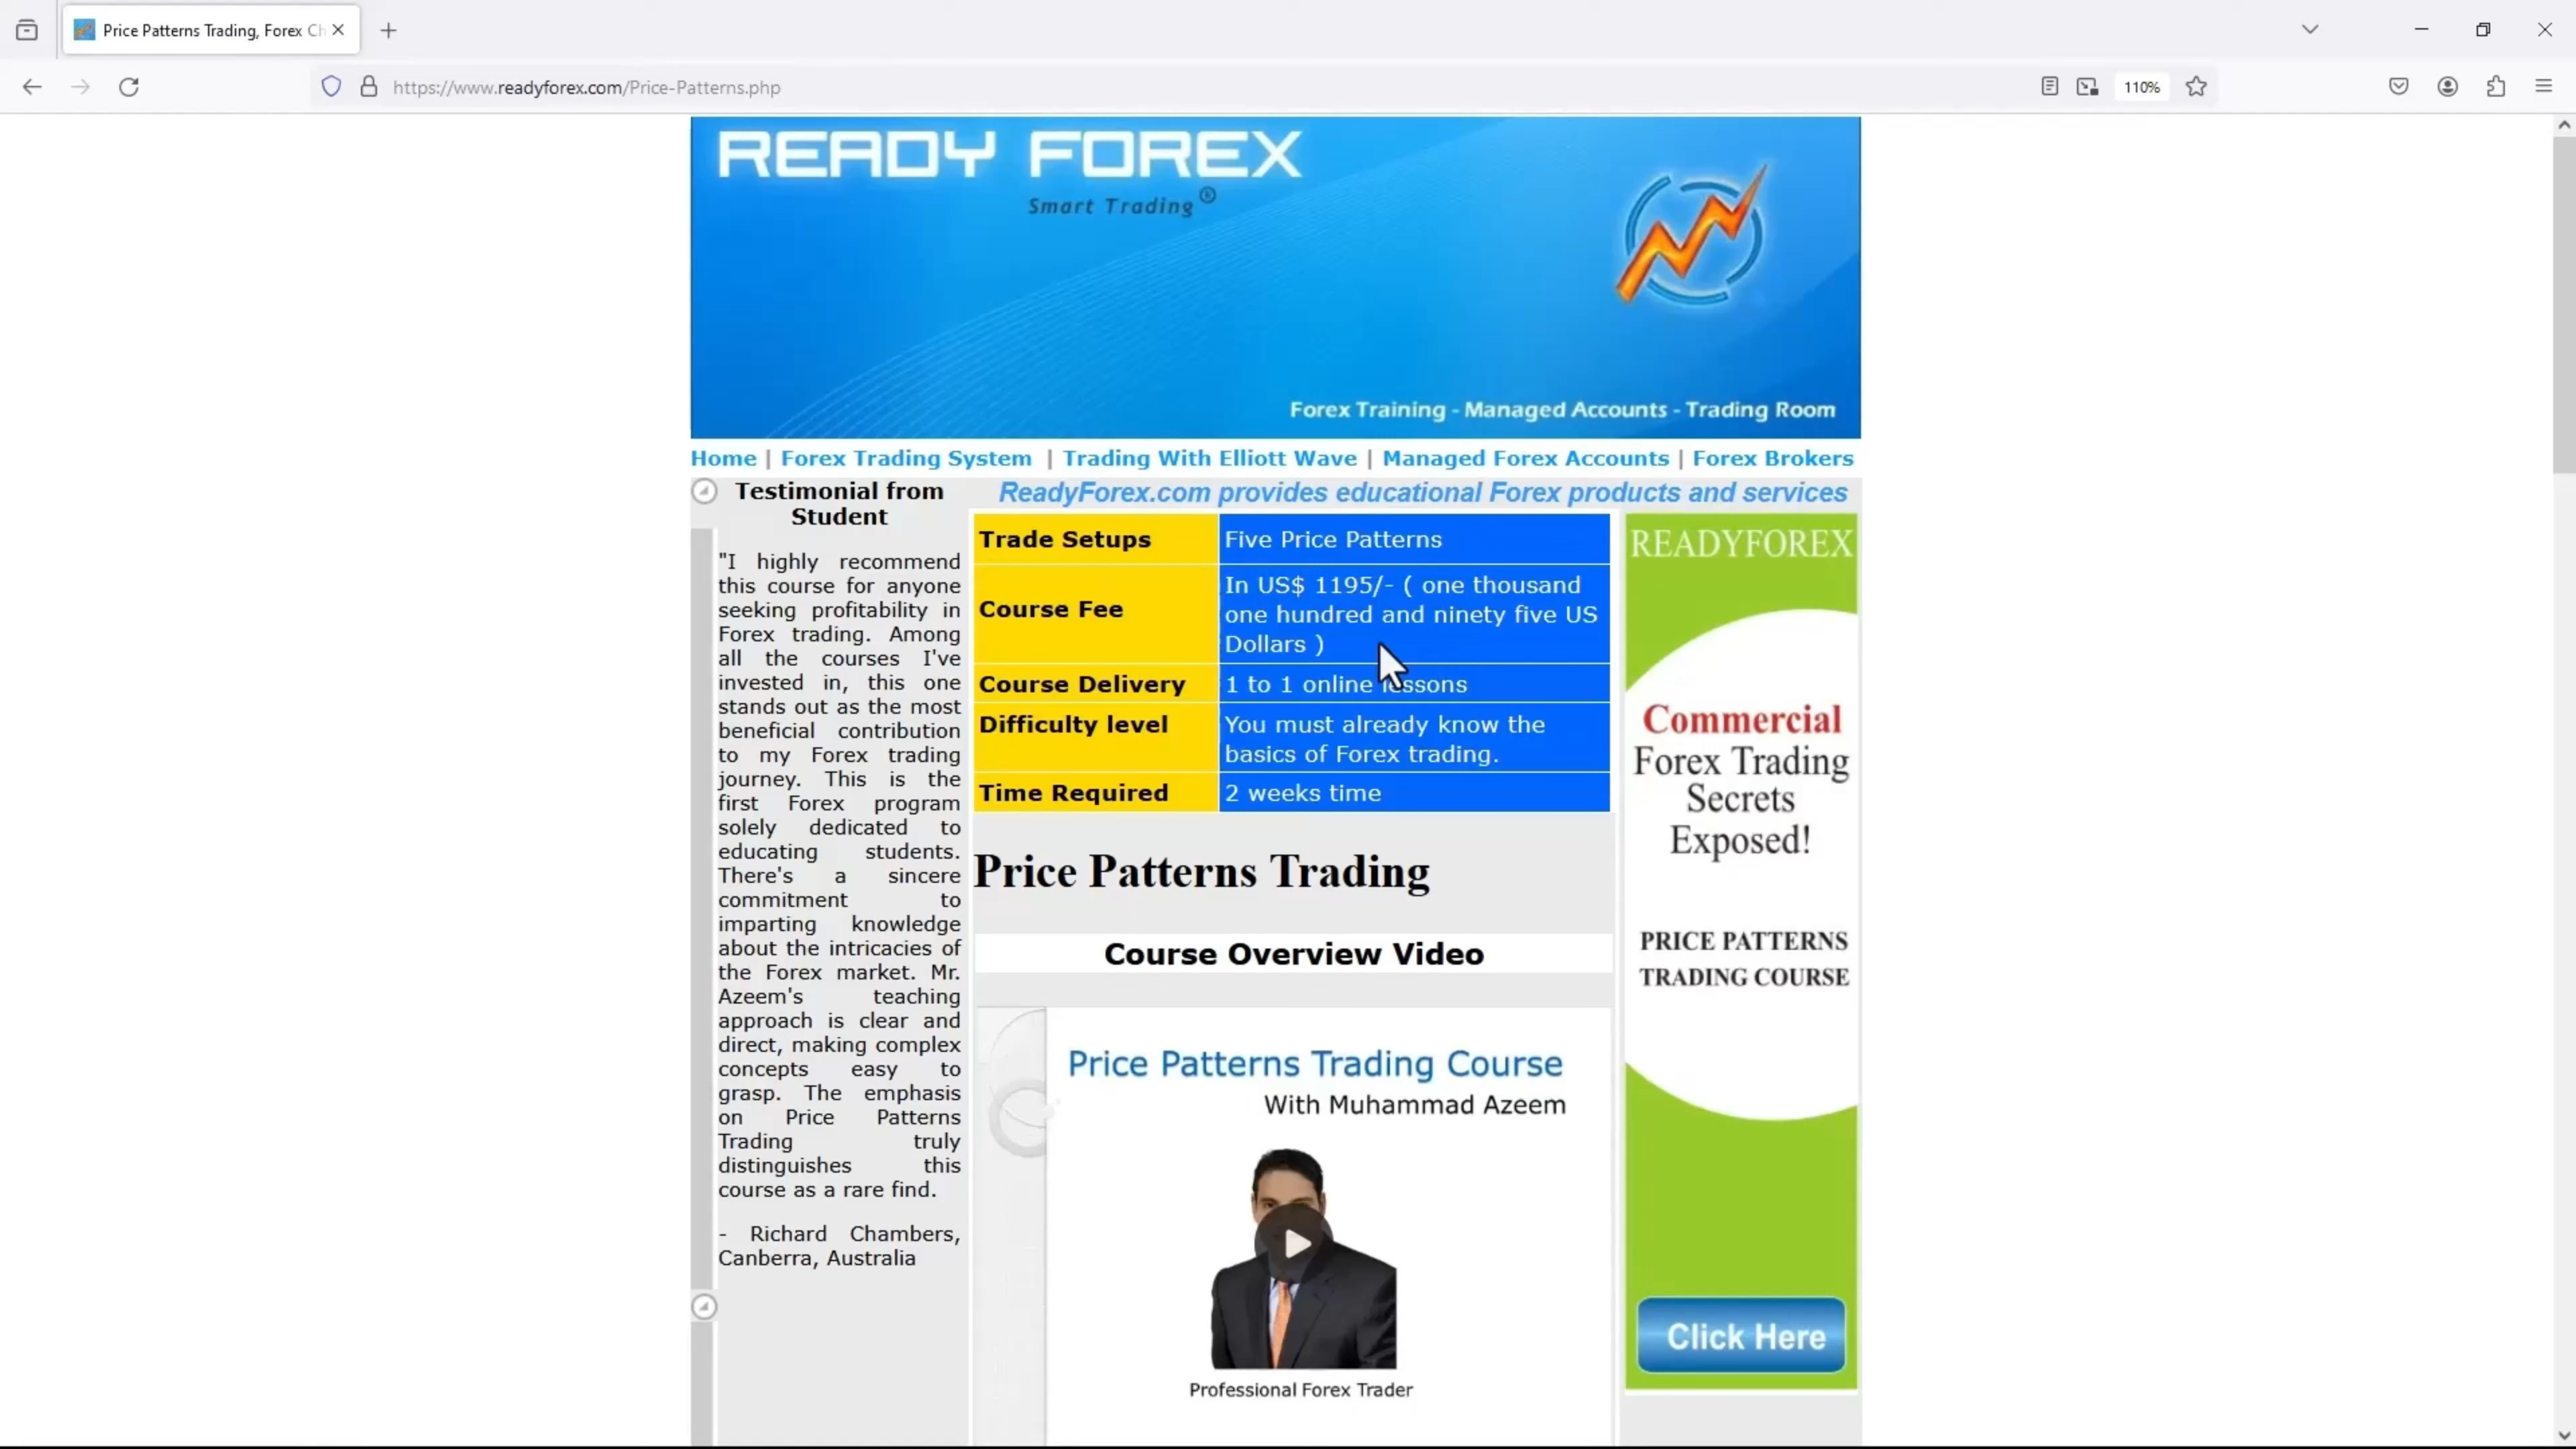 Price Patterns Trading, Forex Ch
https://www.readyforex.com/Price-Patterns.php
110%
READY FOREX
Smart Trading®
Forex Training - Managed Accounts - Trading Room
Home | Forex Trading System | Trading With Elliott Wave | Managed Forex Accounts | Forex Brokers
ReadyForex.com provides educational Forex products and services
Testimonial from
Student
"I highly recommend
this course for anyone
seeking profitability in
Forex trading. Among
all the courses I've
invested in, this one
stands out as the most
beneficial contribution
to my Forex trading
journey. This is the
first Forex program
solely dedicated to
educating students.
There's a sincere
commitment to
imparting knowledge
about the intricacies of
the Forex market. Mr.
Azeem's teaching
approach is clear and
direct, making complex
concepts easy to
grasp. The emphasis
on Price Patterns
Trading truly
distinguishes this
course as a rare find.
- Richard Chambers,
Canberra, Australia
Trade Setups Five Price Patterns
Course Fee In US$ 1195/- ( one thousand
one hundred and ninety five US
Dollars )
Course Delivery 1 to 1 online lessons
Difficulty level You must already know the
basics of Forex trading.
Time Required 2 weeks time
Price Patterns Trading
Course Overview Video
Price Patterns Trading Course
With Muhammad Azeem
Professional Forex Trader
READYFOREX
Commercial
Forex Trading
Secrets
Exposed!
PRICE PATTERNS
TRADING COURSE
Click Here